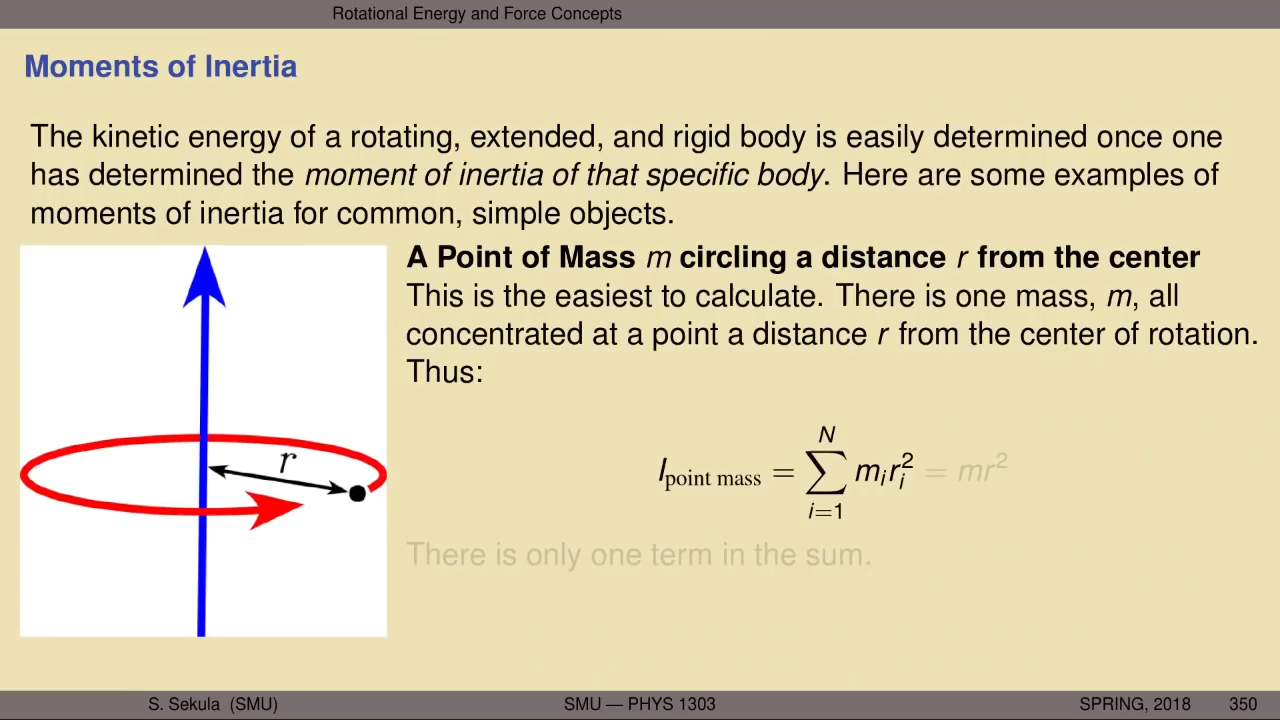 Rotational Energy and Force Concepts
Moments of Inertia
The kinetic energy of a rotating, extended, and rigid body is easily determined once one
has determined the moment of inertia of that specific body. Here are some examples of
moments of inertia for common, simple objects.
A Point of Mass m circling a distance r from the center
This is the easiest to calculate. There is one mass, m, all
concentrated at a point a distance r from the center of rotation.
Thus:
r
I_{point mass} = \sum_{i=1}^{N} m_i r_i^2 = mr^2
There is only one term in the sum.
S. Sekula (SMU) SMU — PHYS 1303 SPRING, 2018 350